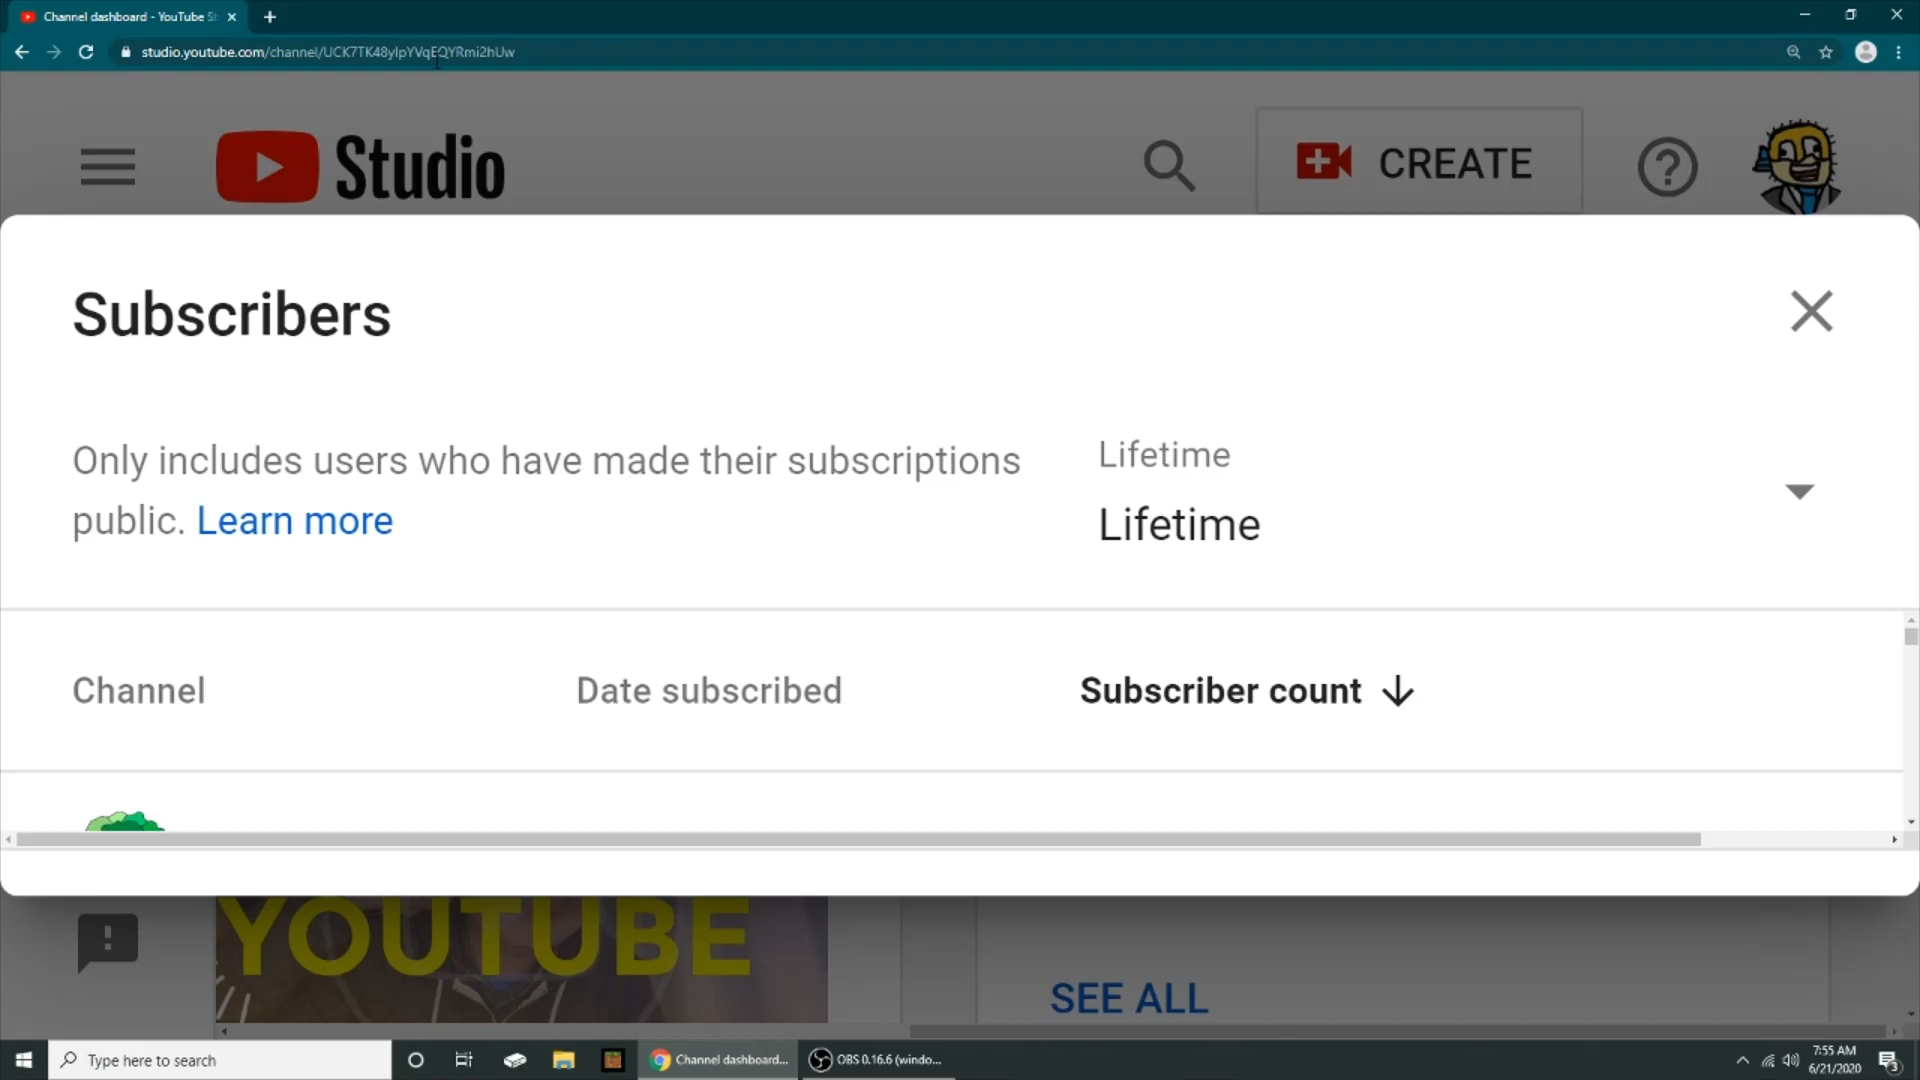 Channel dashboard - YouTube St
studio.youtube.com/channel/UCK7TK48yIpYVqEQYRmi2hUw
Studio
CREATE
Subscribers
Only includes users who have made their subscriptions
public. Learn more
Lifetime
Lifetime
Channel
Date subscribed
Subscriber count
YOUTUBE
SEE ALL
Type here to search
Channel dashboard...
OBS 0.16.6 (windo...
7:55 AM
6/21/2020
3